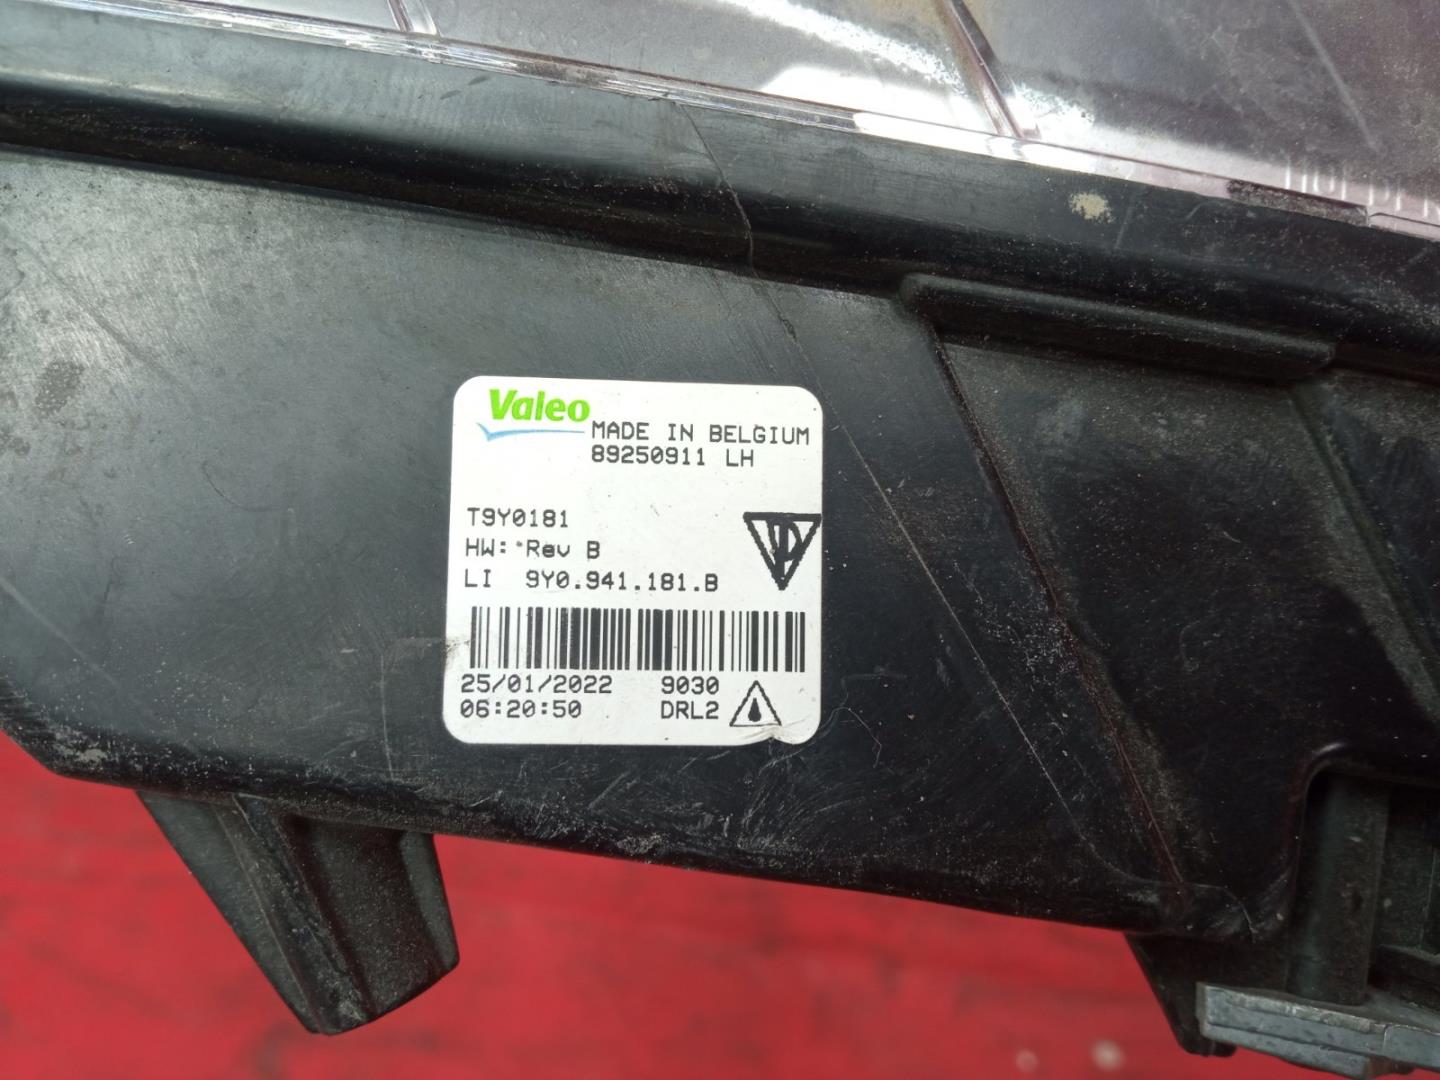 Valeo
MADE IN BELGIUM
89250911 LH
T9Y0181
HW: Rev B
LI 9Y0.941.181.B
25/01/2022 9030
06:20:50 DRL2